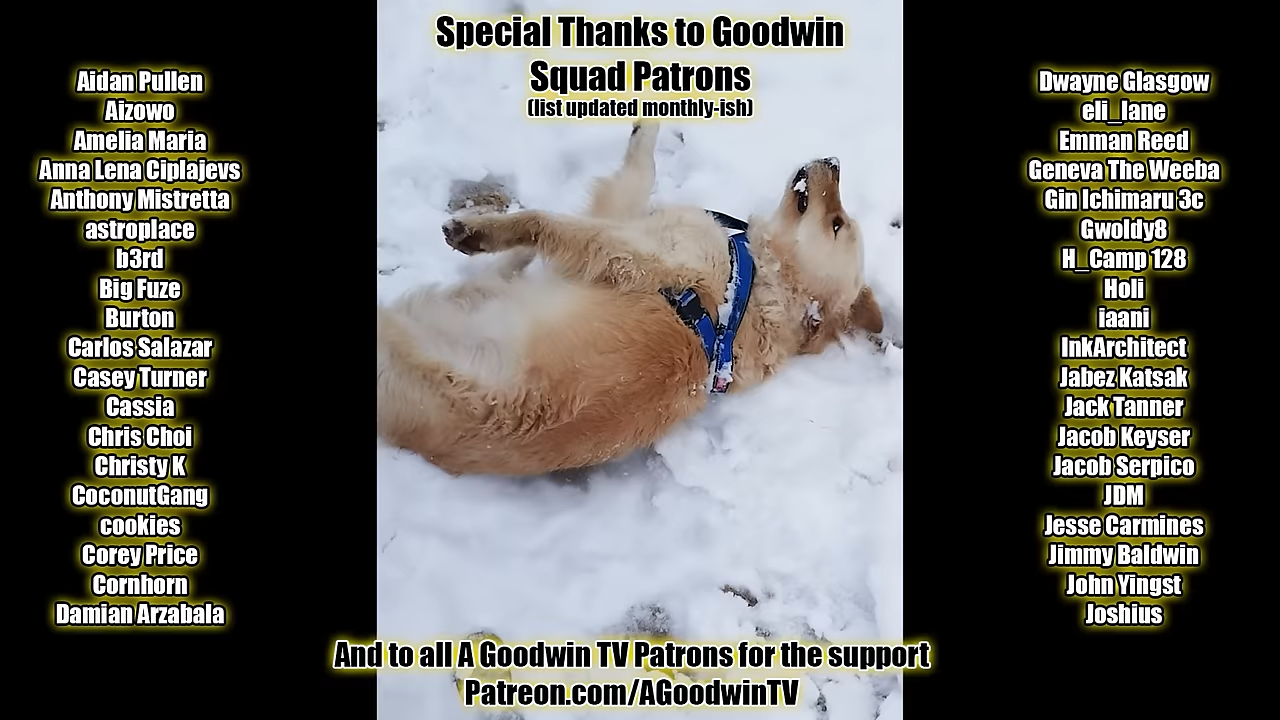 Special Thanks to Goodwin
Squad Patrons
(list updated monthly-ish)
Aidan Pullen
Aizowo
Amelia Maria
Anna Lena Ciplajevs
Anthony Mistretta
astroplace
b3rd
Big Fuze
Burton
Carlos Salazar
Casey Turner
Cassia
Chris Choi
Christy K
CoconutGang
cookies
Corey Price
Cornhorn
Damian Arzabala
Dwayne Glasgow
eli_lane
Emman Reed
Geneva The Weeba
Gin Ichimaru 3c
Gwoldy8
H_Camp 128
Holi
iaani
InkArchitect
Jabez Katsak
Jack Tanner
Jacob Keyser
Jacob Serpico
JDM
Jesse Carmines
Jimmy Baldwin
John Yingst
Joshius
And to all A Goodwin TV Patrons for the support
Patreon.com/AGoodwinTV